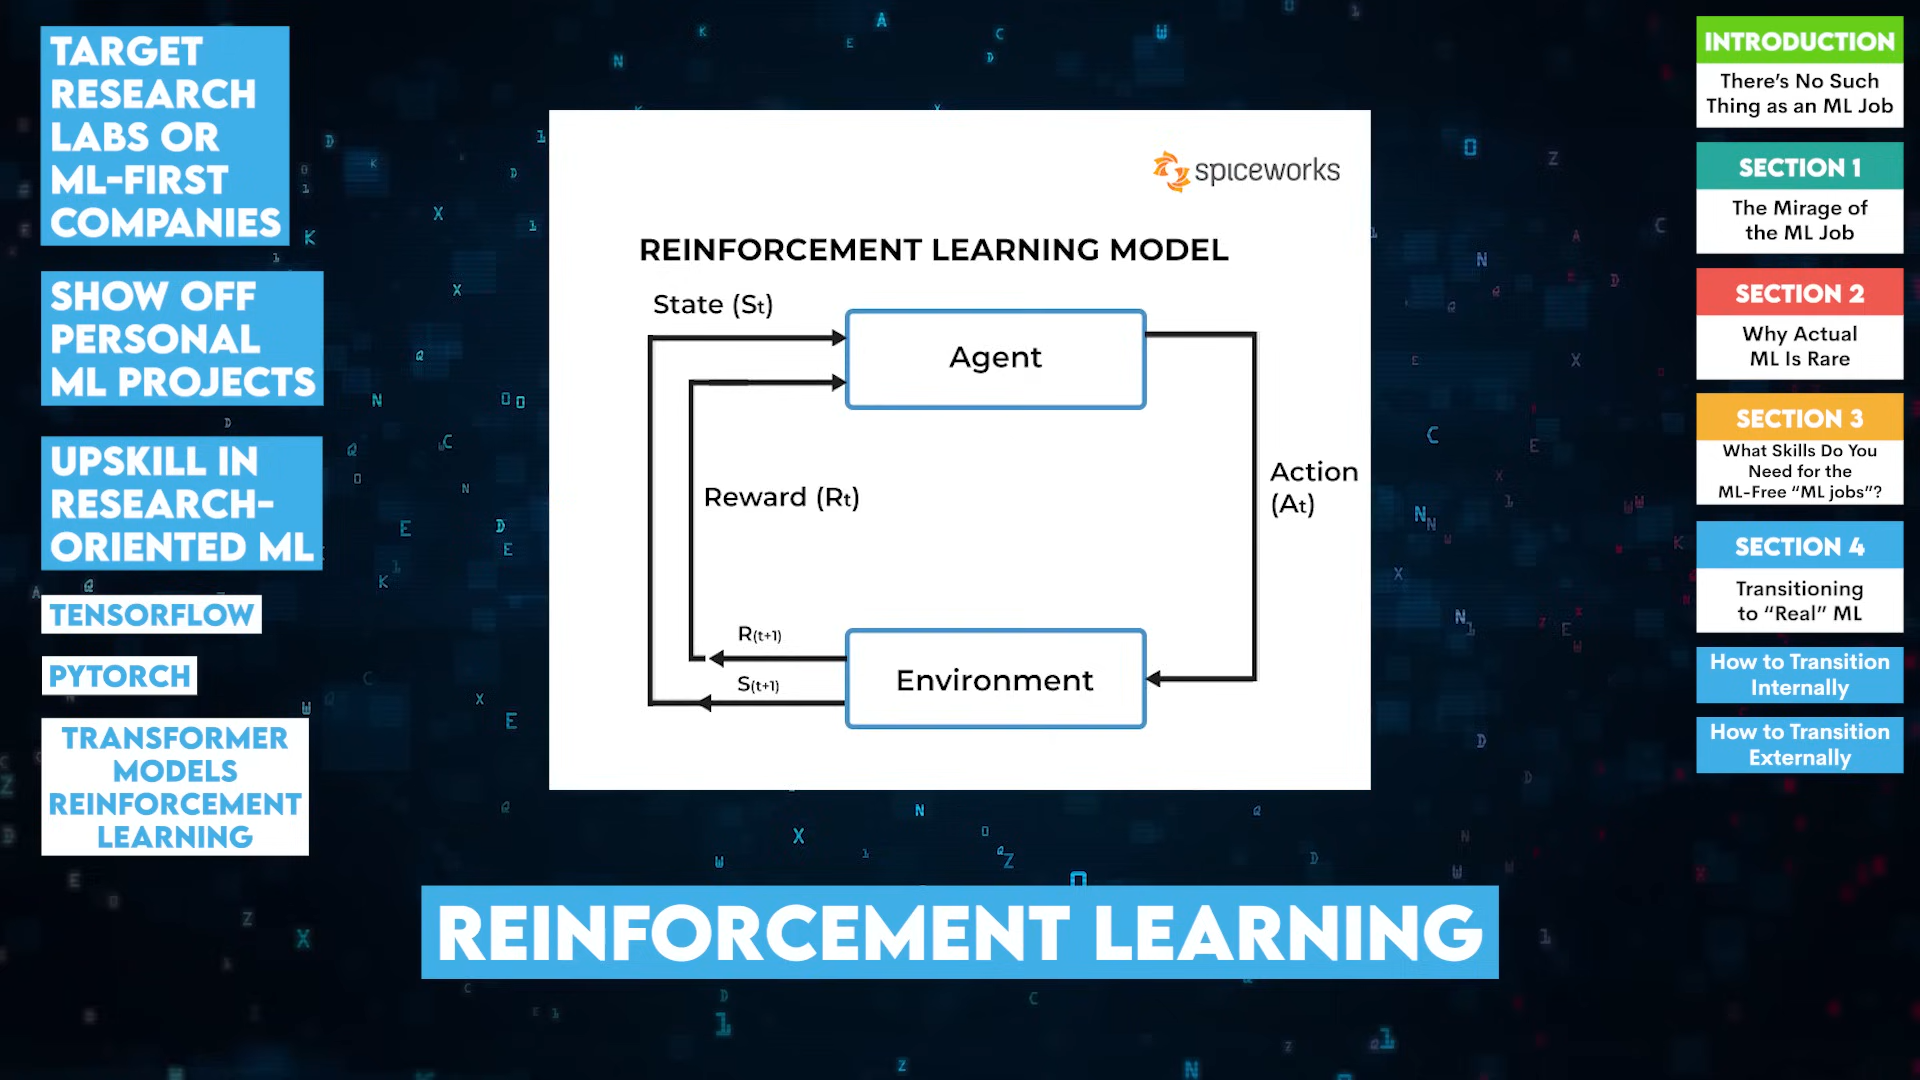 TARGET
RESEARCH
LABS OR
ML-FIRST
COMPANIES
SHOW OFF
PERSONAL
ML PROJECTS
UPSKILL IN
RESEARCH-
ORIENTED ML
TENSORFLOW
PYTORCH
TRANSFORMER
MODELS
REINFORCEMENT
LEARNING
spiceworks
REINFORCEMENT LEARNING MODEL
State (St)
Agent
Reward (Rt)
Action
(At)
R(t+1)
S(t+1)
Environment
REINFORCEMENT LEARNING
INTRODUCTION
There's No Such
Thing as an ML Job
SECTION 1
The Mirage of
the ML Job
SECTION 2
Why Actual
ML Is Rare
SECTION 3
What Skills Do You
Need for the
ML-Free "ML jobs"?
SECTION 4
Transitioning
to "Real" ML
How to Transition
Internally
How to Transition
Externally